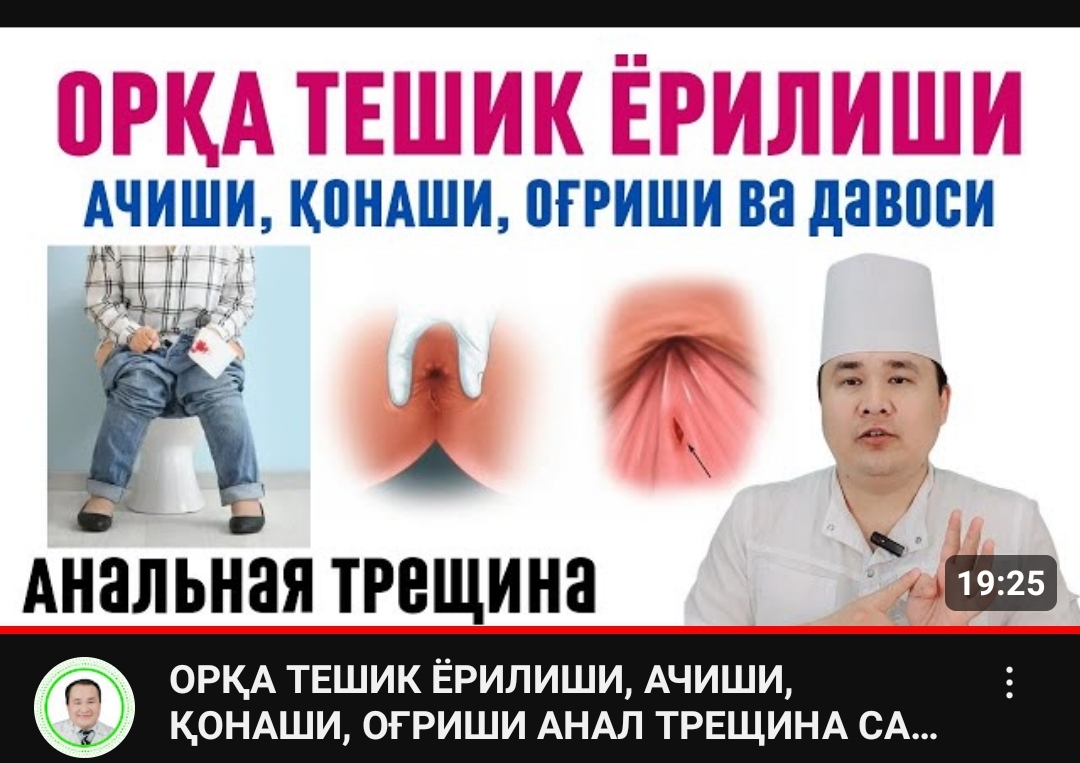 ОРҚА ТЕШИК ЁРИЛИШИ
АЧИШИ, ҚОНАШИ, ОҒРИШИ Ва Давоси
анальная трещина
19:25
ОРҚА ТЕШИК ЁРИЛИШИ, АЧИШИ,
ҚОНАШИ, ОҒРИШИ АНАЛ ТРЕЩИНА СА...